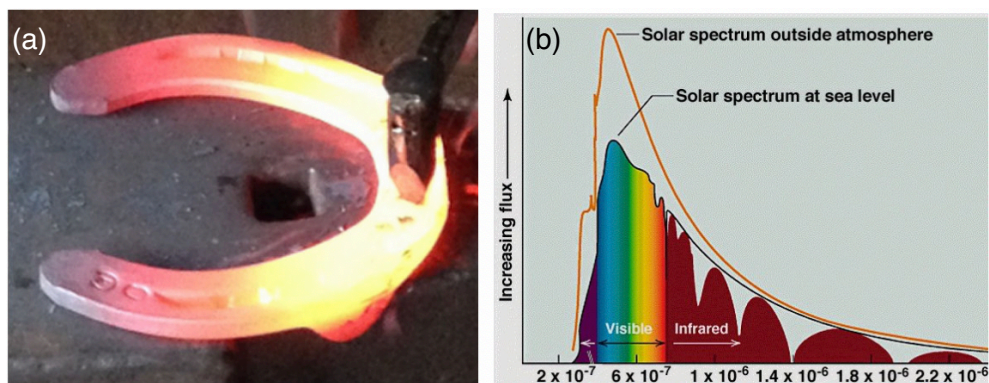 (a)
(b)
Solar spectrum outside atmosphere
Solar spectrum at sea level
Increasing flux
Visible
Infrared
2 x 10-7
6 x 10-7
1 x 10-6
1.4 x 10-6
1.8 x 10-6
2.2 x 10-6